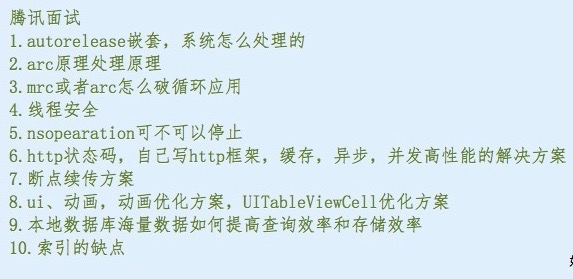 腾讯面试
1.autorelease嵌套，系统怎么处理的
2.arc原理处理原理
3.mrc或者arc怎么破循环应用
4.线程安全
5.nsopearation可不可以停止
6.http状态码，自己写http框架，缓存，异步，并发高性能的解决方案
7.断点续传方案
8.ui、动画，动画优化方案，UITableViewCell优化方案
9.本地数据库海量数据如何提高查询效率和存储效率
10.索引的缺点